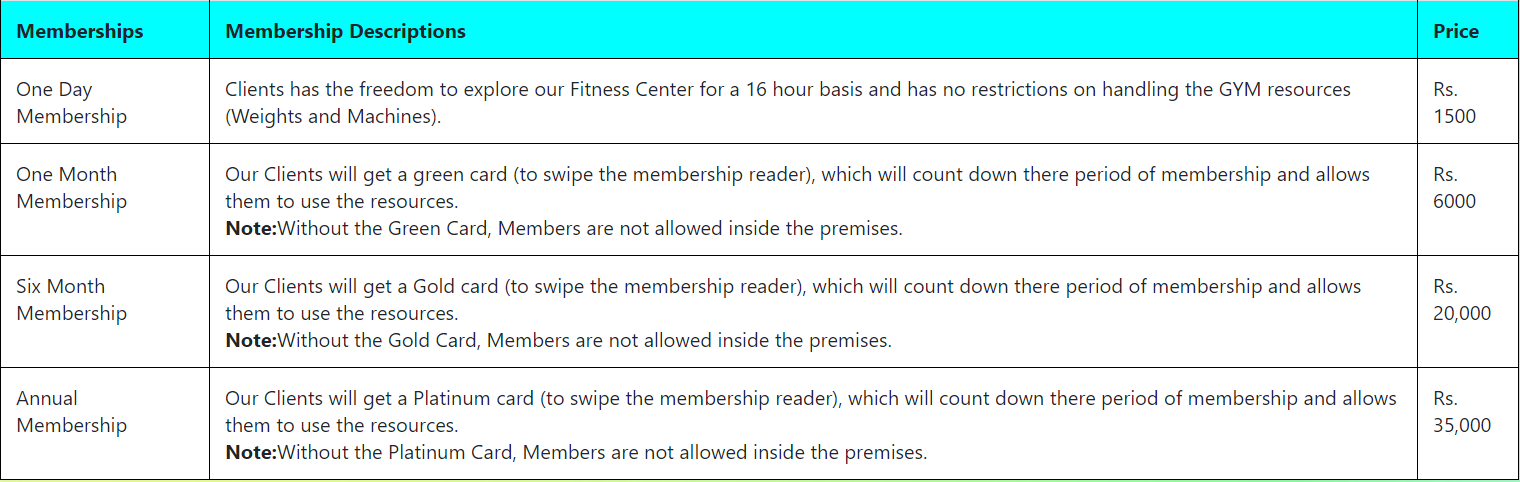 Memberships Membership Descriptions Price
One Day Membership
Clients has the freedom to explore our Fitness Center for a 16 hour basis and has no restrictions on handling the GYM resources
(Weights and Machines).
Rs.
1500
One Month
Membership
Our Clients will get a green card (to swipe the membership reader), which will count down there period of membership and allows
them to use the resources.
Note:Without the Green Card, Members are not allowed inside the premises.
Rs.
6000
Six Month
Membership
Our Clients will get a Gold card (to swipe the membership reader), which will count down there period of membership and allows
them to use the resources.
Note:Without the Gold Card, Members are not allowed inside the premises.
Rs.
20,000
Annual
Membership
Our Clients will get a Platinum card (to swipe the membership reader), which will count down there period of membership and allows
them to use the resources.
Note:Without the Platinum Card, Members are not allowed inside the premises.
Rs.
35,000